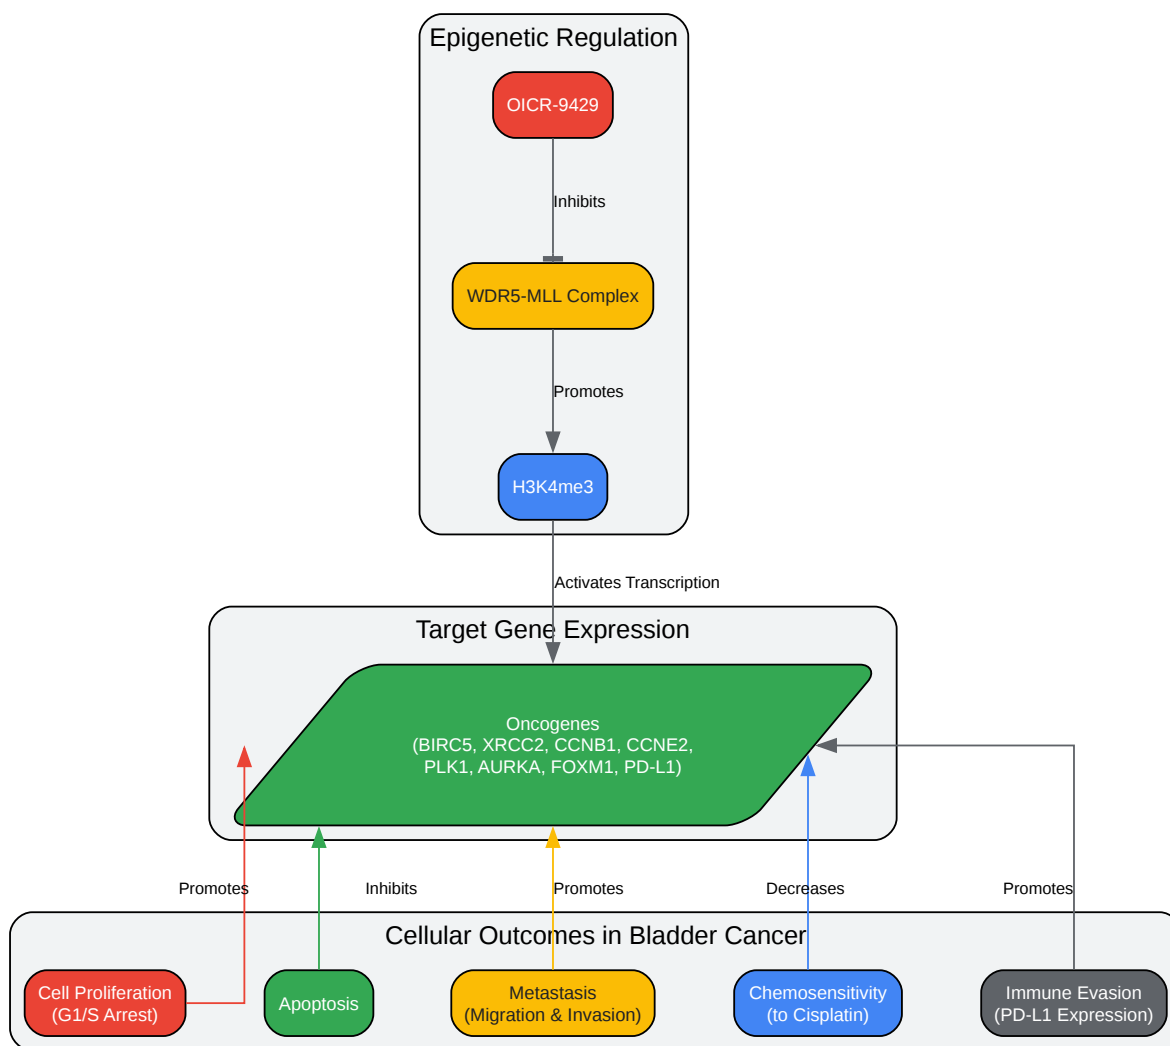 Epigenetic Regulation
OICR-9429
Inhibits
WDR5-MLL Complex
Promotes
H3K4me3
Activates Transcription
Target Gene Expression
Oncogenes
(BIRC5, XRCC2, CCNB1, CCNE2,
PLK1, AURKA, FOXM1, PD-L1)
Promotes
Inhibits
Promotes
Decreases
Promotes
Cellular Outcomes in Bladder Cancer
Cell Proliferation
(G1/S Arrest)
Apoptosis
Metastasis
(Migration & Invasion)
Chemosensitivity
(to Cisplatin)
Immune Evasion
(PD-L1 Expression)